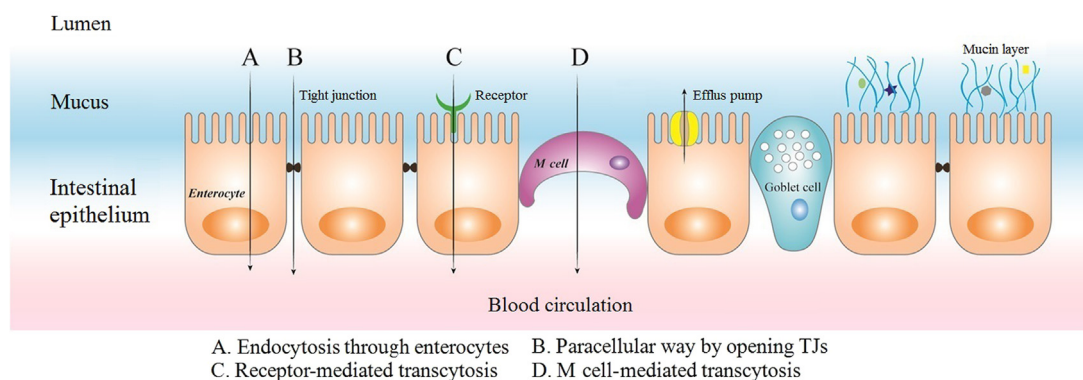 Lumen
Mucin layer
A B C D
Mucus
Tight junction
Receptor
Efflus pump
M cell
Intestinal
epithelium
Enterocyte
Goblet cell
Blood circulation
A. Endocytosis through enterocytes B. Paracellular way by opening TJs
C. Receptor-mediated transcytosis D. M cell-mediated transcytosis